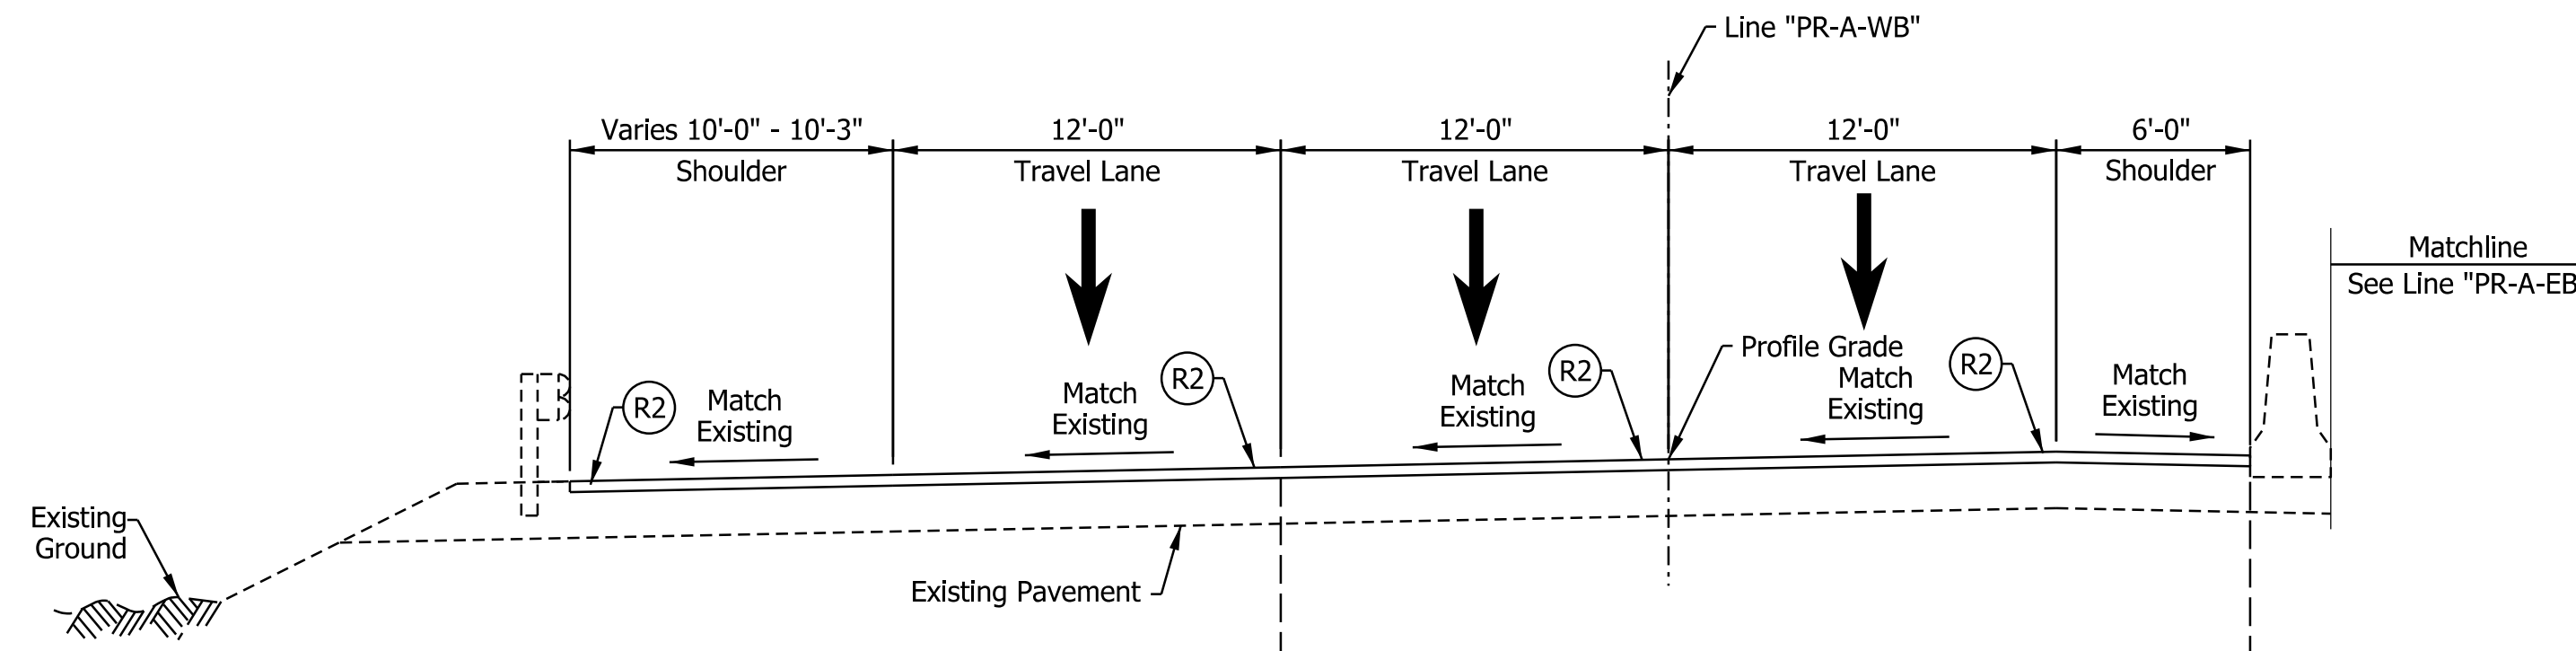 Line "PR-A-WB"
Varies 10'-0" - 10'-3"
Shoulder
12'-0"
Travel Lane
12'-0"
Travel Lane
12'-0"
Travel Lane
6'-0"
Shoulder
Matchline
See Line "PR-A-EB
R2
Match
Existing
Match
Existing
R2
Match
Existing
R2
Profile Grade
Match
Existing
R2
Match
Existing
Existing
Ground
Existing Pavement